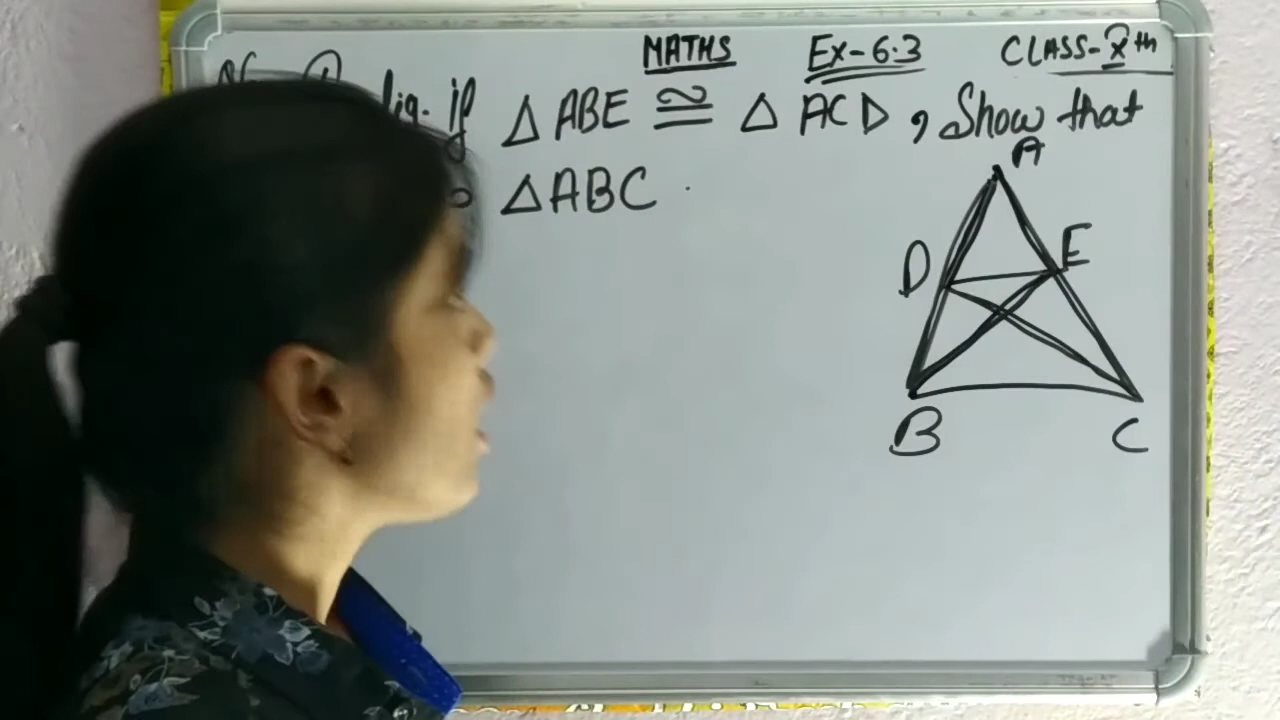 MATHS Ex-6.3 CLASS-Xth
fig. if △ ABE ≅ △ ACD , Show that
△ABC
A
D E
B C